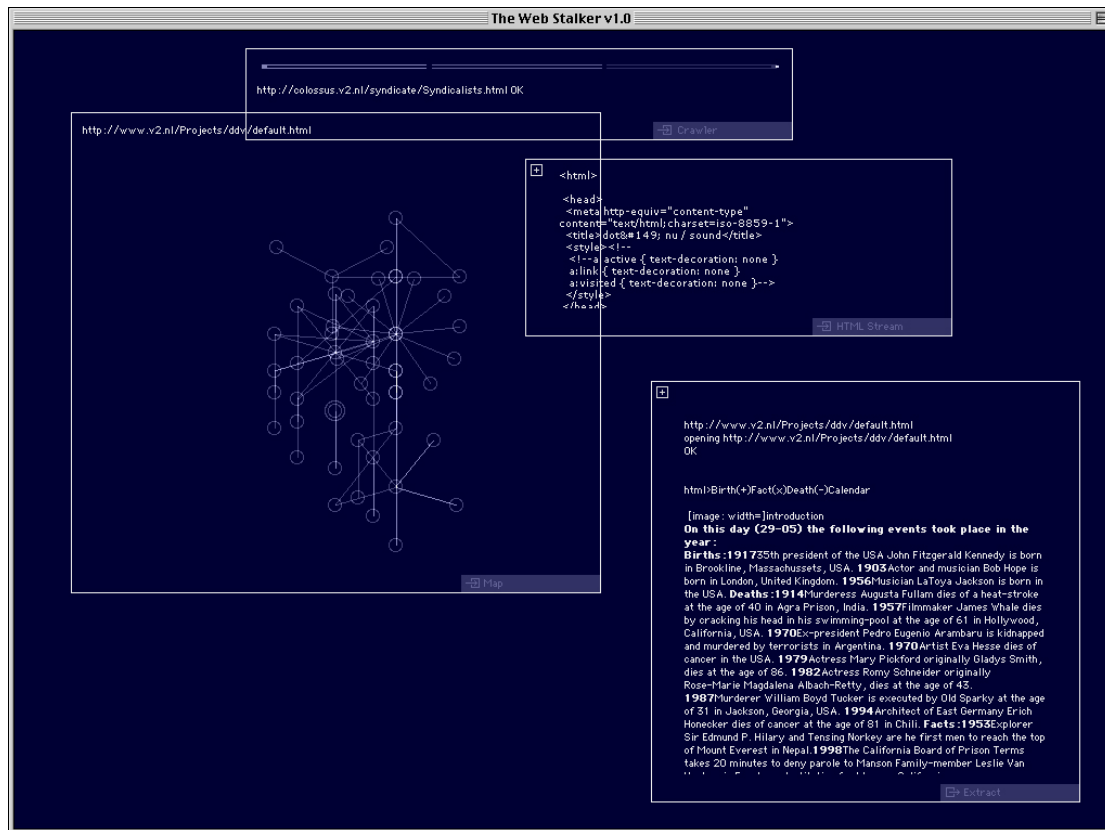 The Web Stalker v1.0
http://colossus.v2.nl/syndicate/Syndicalists.html OK
Crawler
http://www.v2.nl/Projects/ddv/default.html
Map
<html>
<head>
<meta http-equiv="content-type"
content="text/html;charset=iso-8859-1">
<title>dot&#149; nu / sound</title>
<style><!--
<!--a active { text-decoration: none }
a:link { text-decoration: none }
a:visited { text-decoration: none }-->
</style>
</head>
HTML Stream
http://www.v2.nl/Projects/ddv/default.html
opening http://www.v2.nl/Projects/ddv/default.html
OK
html>Birth(+)Fact(x)Death(-)Calendar
[image: width=]introduction
On this day (29-05) the following events took place in the
year:
Births:191735th president of the USA John Fitzgerald Kennedy is born
in Brookline, Massachussets, USA. 1903Actor and musician Bob Hope is
born in London, United Kingdom. 1956Musician LaToya Jackson is born in
the USA. Deaths:1914Murderess Augusta Fullam dies of a heat-stroke
at the age of 40 in Agra Prison, India. 1957Filmmaker James Whale dies
by cracking his head in his swimming-pool at the age of 61 in Hollywood,
California, USA. 1970Ex-president Pedro Eugenio Arambaru is kidnapped
and murdered by terrorists in Argentina. 1970Artist Eva Hesse dies of
cancer in the USA. 1979Actress Mary Pickford originally Gladys Smith,
dies at the age of 86. 1982Actress Romy Schneider originally
Rose-Marie Magdalena Albach-Retty, dies at the age of 43.
1987Murderer William Boyd Tucker is executed by Old Sparky at the age
of 31 in Jackson, Georgia, USA. 1994Architect of East Germany Erich
Honecker dies of cancer at the age of 81 in Chili. Facts:1953Explorer
Sir Edmund P. Hilary and Tensing Norkey are he first men to reach the top
of Mount Everest in Nepal.1998The California Board of Prison Terms
takes 20 minutes to deny parole to Manson Family-member Leslie Van
Extract